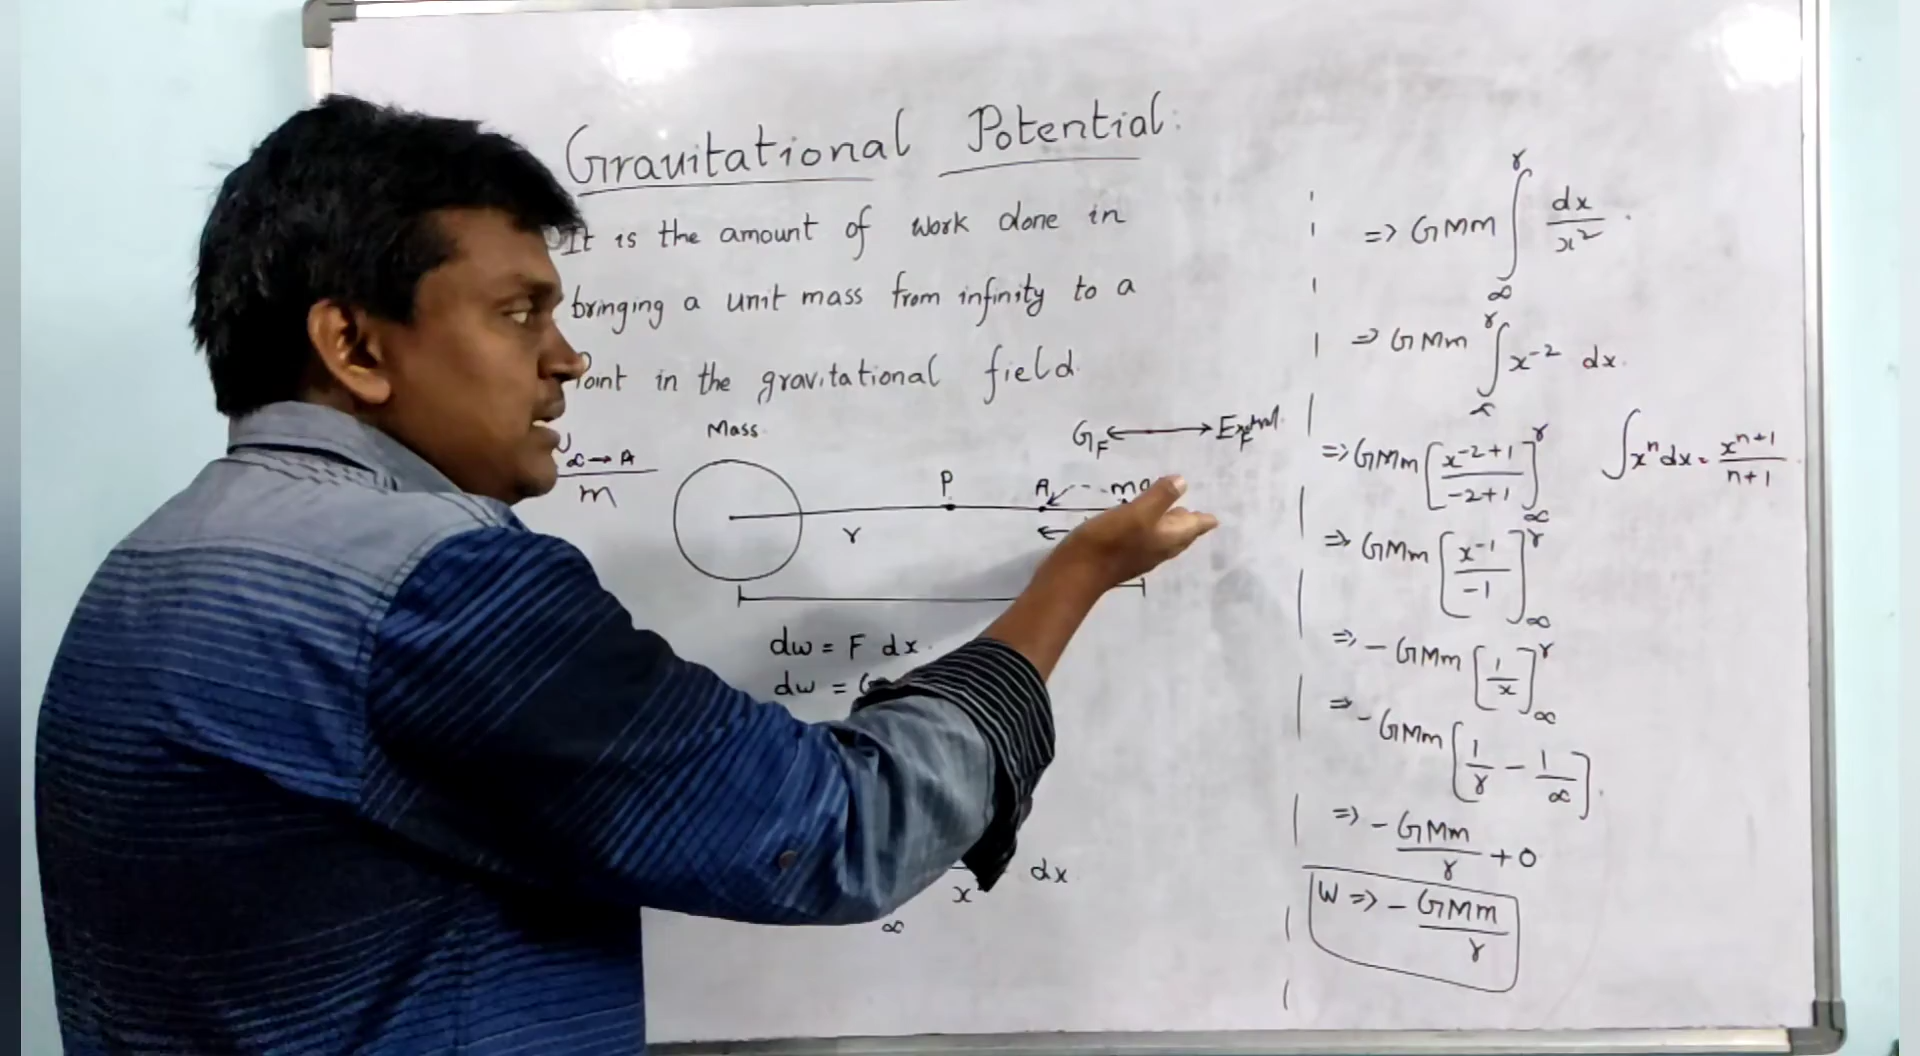 Gravitational Potential:
It is the amount of work done in
bringing a unit mass from infinity to a
Point in the gravitational field.
∞→A
m
Mass
G_F ⟷
P
A
r
dw = F dx.
dw =
x
dx
∞
=> GMm ∫_∞^r dx/x².
=> GMm ∫^r x⁻² dx.
=> GMm [x⁻²⁺¹/-2+1]_∞^r
∫xⁿdx = xⁿ⁺¹/n+1.
=> GMm [x⁻¹/-1]_∞^r
=> - GMm [1/x]_∞^r
=> - GMm [1/r - 1/∞].
=> - GMm/r + 0
W => - GMm/r